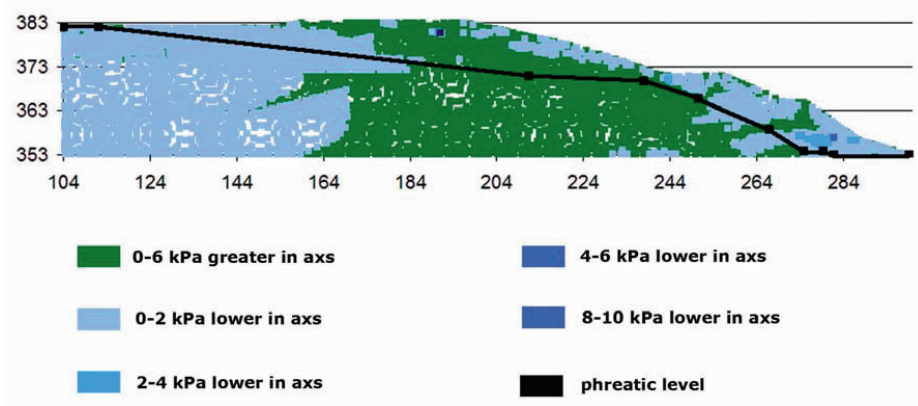 383
373
363
353
104 124 144 164 184 204 224 244 264 284
0-6 kPa greater in axs
4-6 kPa lower in axs
0-2 kPa lower in axs
8-10 kPa lower in axs
2-4 kPa lower in axs
phreatic level